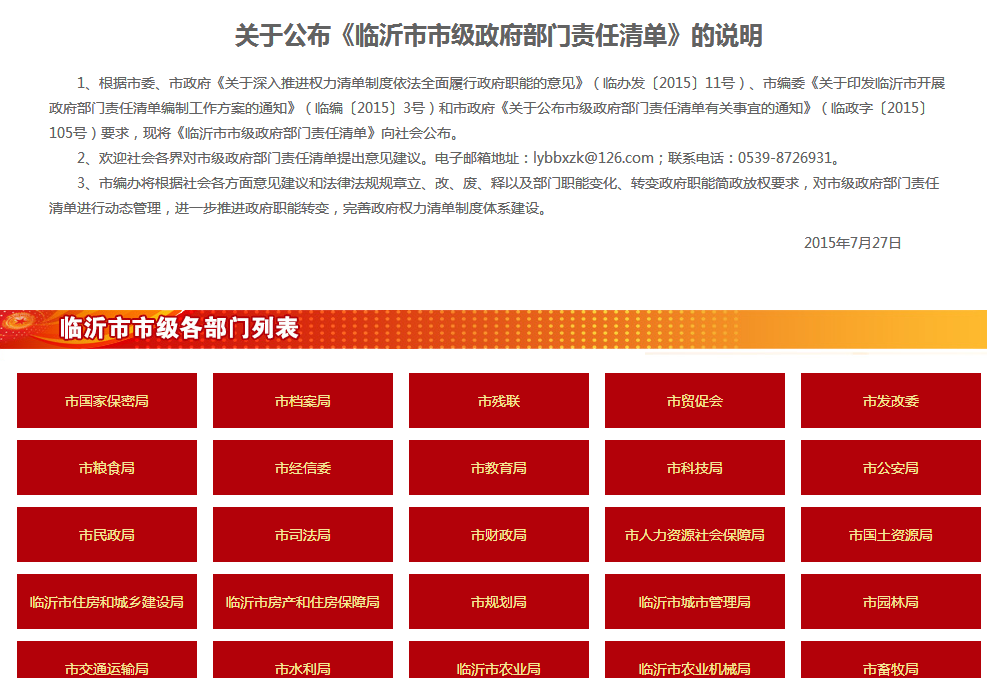 关于公布《临沂市市级政府部门责任清单》的说明
1、根据市委、市政府《关于深入推进权力清单制度依法全面履行政府职能的意见》（临办发〔2015〕11号）、市编委《关于印发临沂市开展
政府部门责任清单编制工作方案的通知》（临编〔2015〕3号）和市政府《关于公布市级政府部门责任清单有关事宜的通知》（临政字〔2015〕
105号）要求，现将《临沂市市级政府部门责任清单》向社会公布。
2、欢迎社会各界对市级政府部门责任清单提出意见建议。电子邮箱地址：lybbxzk@126.com；联系电话：0539-8726931。
3、市编办将根据社会各方面意见建议和法律法规规章立、改、废、释以及部门职能变化、转变政府职能简政放权要求，对市级政府部门责任
清单进行动态管理，进一步推进政府职能转变，完善政府权力清单制度体系建设。
2015年7月27日
临沂市市级各部门列表
市国家保密局 市档案局 市残联 市贸促会 市发改委
市粮食局 市经信委 市教育局 市科技局 市公安局
市民政局 市司法局 市财政局 市人力资源社会保障局 市国土资源局
临沂市住房和城乡建设局 临沂市房产和住房保障局 市规划局 临沂市城市管理局 市园林局
市交通运输局 市水利局 临沂市农业局 临沂市农业机械局 市畜牧局